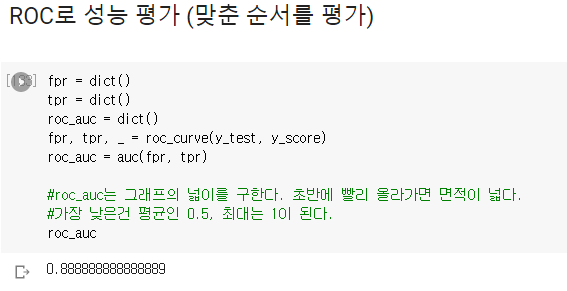 ROC로 성능 평가 (맞춘 순서를 평가)
fpr = dict()
tpr = dict()
roc_auc = dict()
fpr, tpr, _ = roc_curve(y_test, y_score)
roc_auc = auc(fpr, tpr)
#roc_auc는 그래프의 넓이를 구한다. 초반에 빨리 올라가면 면적이 넓다.
#가장 낮은건 평균인 0.5, 최대는 1이 된다.
roc_auc
0.888888888888889